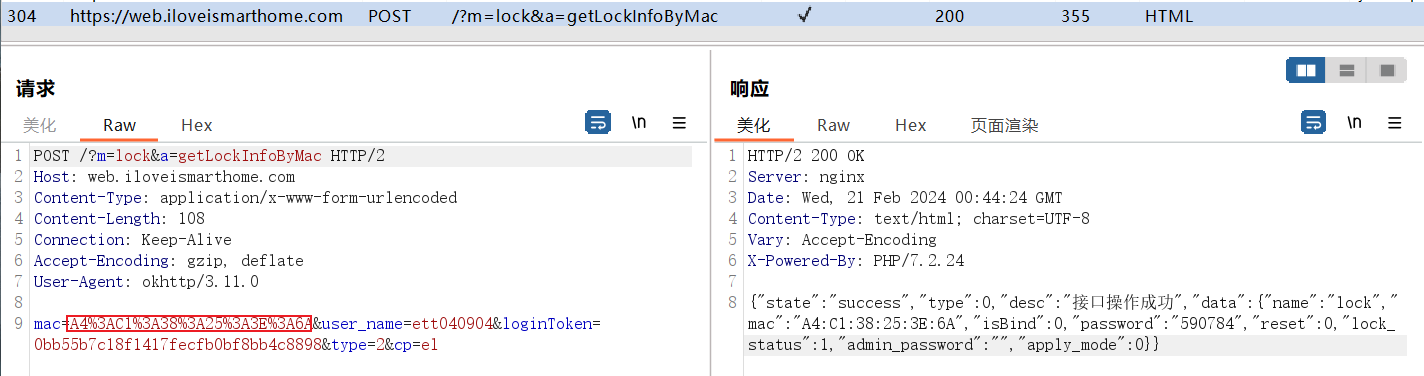 304 https://web.iloveismarthome.com POST /?m=lock&a=getLockInfoByMac ✓ 200 355 HTML
请求
美化 Raw Hex \n
1 POST /?m=lock&a=getLockInfoByMac HTTP/2
2 Host: web.iloveismarthome.com
3 Content-Type: application/x-www-form-urlencoded
4 Content-Length: 108
5 Connection: Keep-Alive
6 Accept-Encoding: gzip, deflate
7 User-Agent: okhttp/3.11.0
8
9 mac=A4%3AC1%3A38%3A25%3A3E%3A6A&user_name=ett040904&loginToken=
0bb55b7c18f1417fecfb0bf8bb4c8898&type=2&cp=el
响应
美化 Raw Hex 页面渲染 \n
1 HTTP/2 200 OK
2 Server: nginx
3 Date: Wed, 21 Feb 2024 00:44:24 GMT
4 Content-Type: text/html; charset=UTF-8
5 Vary: Accept-Encoding
6 X-Powered-By: PHP/7.2.24
7
8 {"state":"success","type":0,"desc":"接口操作成功","data":{"name":"lock","
mac":"A4:C1:38:25:3E:6A","isBind":0,"password":"590784","reset":0,"lock_
status":1,"admin_password":"","apply_mode":0}}